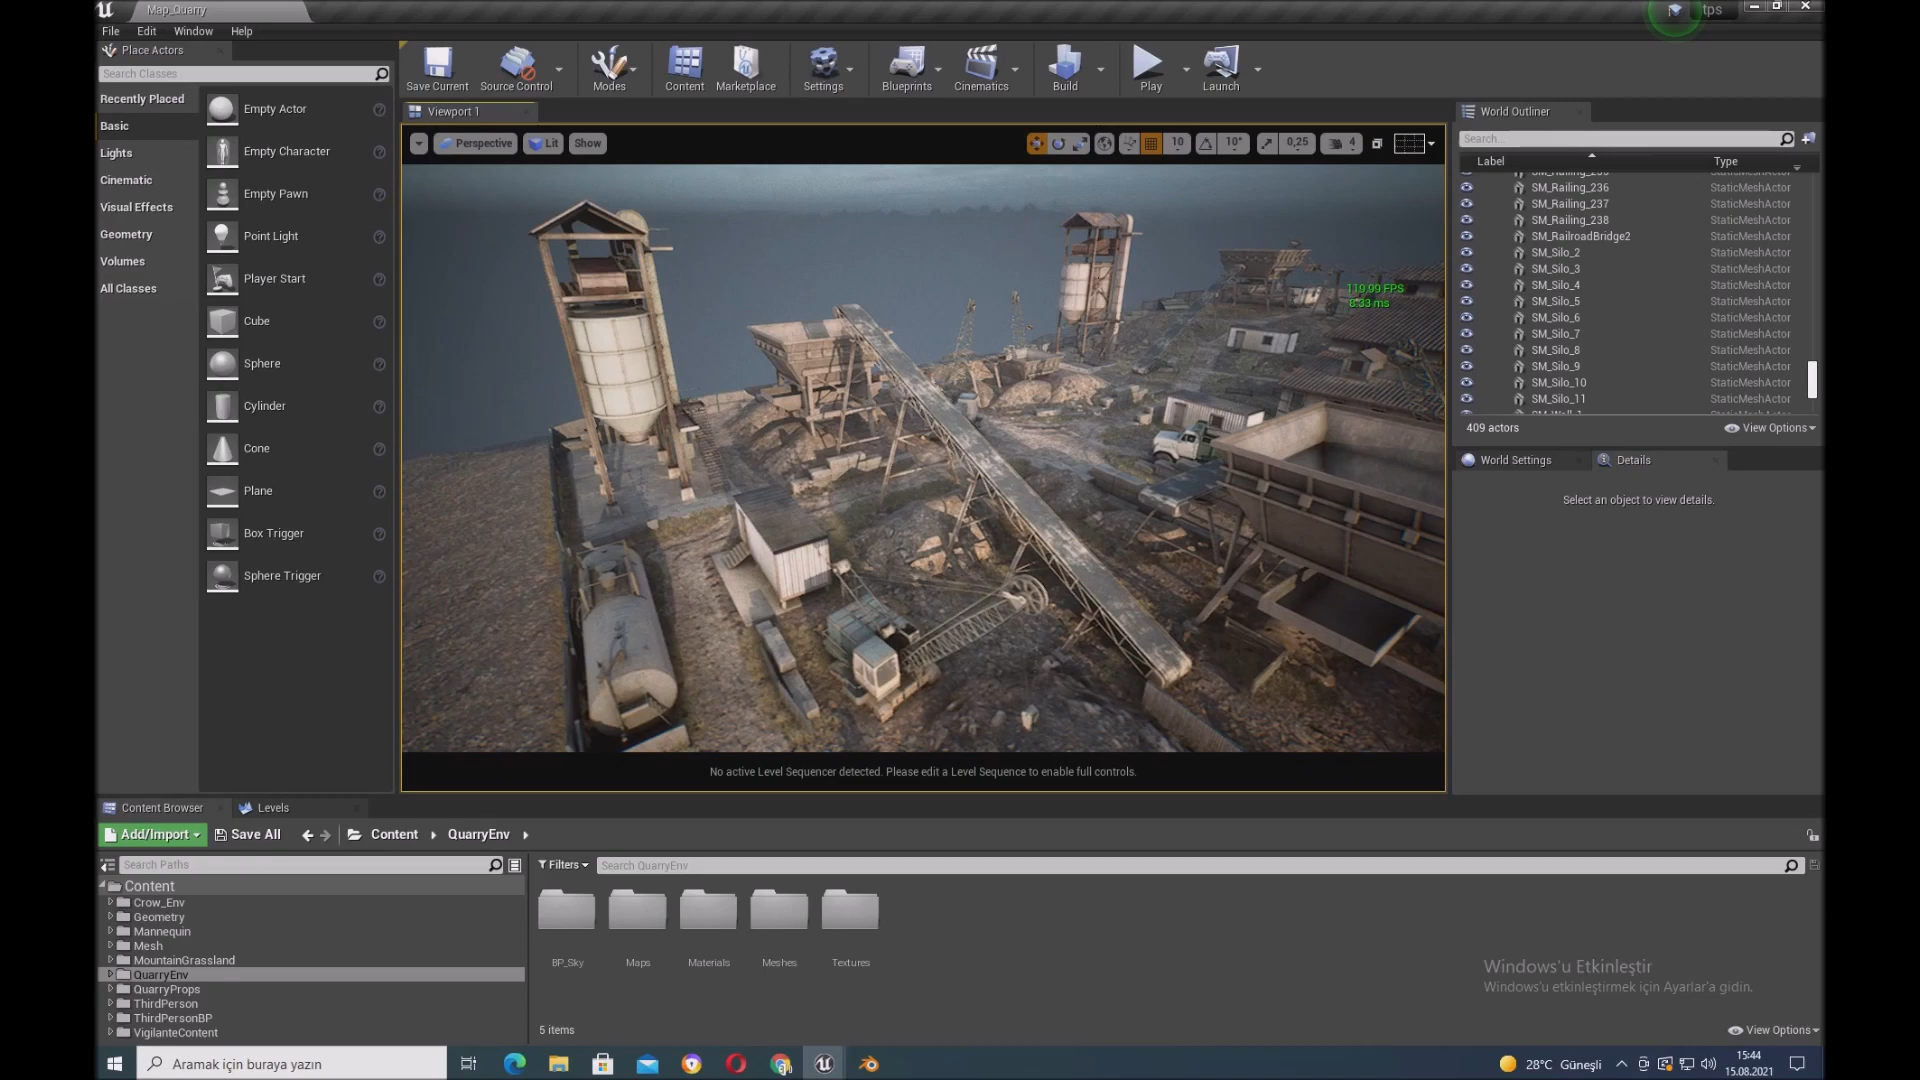 Map_Quarry
tps
File Edit Window Help
Place Actors
Search Classes
Recently Placed
Basic
Lights
Cinematic
Visual Effects
Geometry
Volumes
All Classes
Empty Actor
Empty Character
Empty Pawn
Point Light
Player Start
Cube
Sphere
Cylinder
Cone
Plane
Box Trigger
Sphere Trigger
Save Current Source Control Modes Content Marketplace Settings Blueprints Cinematics Build Play Launch
Viewport 1
Perspective Lit Show 10 10° 0,25 4
119,99 FPS
8.33 ms
No active Level Sequencer detected. Please edit a Level Sequence to enable full controls.
World Outliner
Search...
Label Type
SM_Railing_236 StaticMeshActor
SM_Railing_237 StaticMeshActor
SM_Railing_238 StaticMeshActor
SM_RailroadBridge2 StaticMeshActor
SM_Silo_2 StaticMeshActor
SM_Silo_3 StaticMeshActor
SM_Silo_4 StaticMeshActor
SM_Silo_5 StaticMeshActor
SM_Silo_6 StaticMeshActor
SM_Silo_7 StaticMeshActor
SM_Silo_8 StaticMeshActor
SM_Silo_9 StaticMeshActor
SM_Silo_10 StaticMeshActor
SM_Silo_11 StaticMeshActor
409 actors View Options
World Settings Details
Select an object to view details.
Content Browser Levels
Add/Import Save All Content QuarryEnv
Search Paths
Content
Crow_Env
Geometry
Mannequin
Mesh
MountainGrassland
QuarryEnv
QuarryProps
ThirdPerson
ThirdPersonBP
VigilanteContent
Filters Search QuarryEnv
BP_Sky Maps Materials Meshes Textures
5 items
View Options
Windows'u Etkinleştir
Windows'u etkinleştirmek için Ayarlar'a gidin.
Aramak için buraya yazın
28°C Güneşli
15:44
15.08.2021